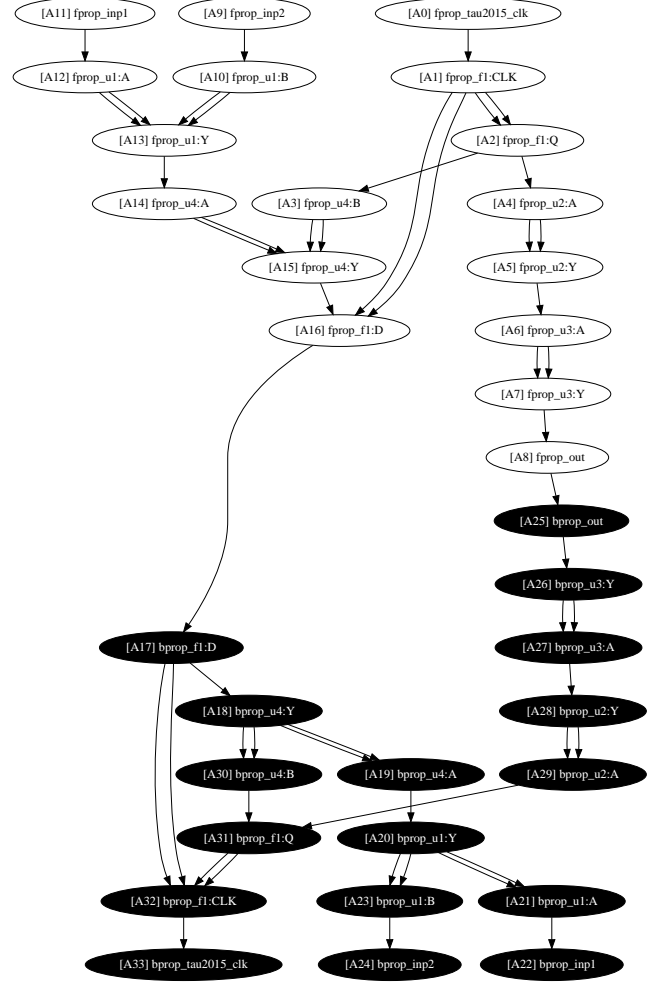 [A11] fprop_inp1
[A9] fprop_inp2
[A0] fprop_tau2015_clk
[A12] fprop_u1:A
[A10] fprop_u1:B
[A1] fprop_f1:CLK
[A13] fprop_u1:Y
[A2] fprop_f1:Q
[A14] fprop_u4:A
[A3] fprop_u4:B
[A4] fprop_u2:A
[A15] fprop_u4:Y
[A5] fprop_u2:Y
[A16] fprop_f1:D
[A6] fprop_u3:A
[A7] fprop_u3:Y
[A8] fprop_out
[A25] bprop_out
[A26] bprop_u3:Y
[A17] bprop_f1:D
[A27] bprop_u3:A
[A18] bprop_u4:Y
[A28] bprop_u2:Y
[A30] bprop_u4:B
[A19] bprop_u4:A
[A29] bprop_u2:A
[A31] bprop_f1:Q
[A20] bprop_u1:Y
[A32] bprop_f1:CLK
[A23] bprop_u1:B
[A21] bprop_u1:A
[A33] bprop_tau2015_clk
[A24] bprop_inp2
[A22] bprop_inp1